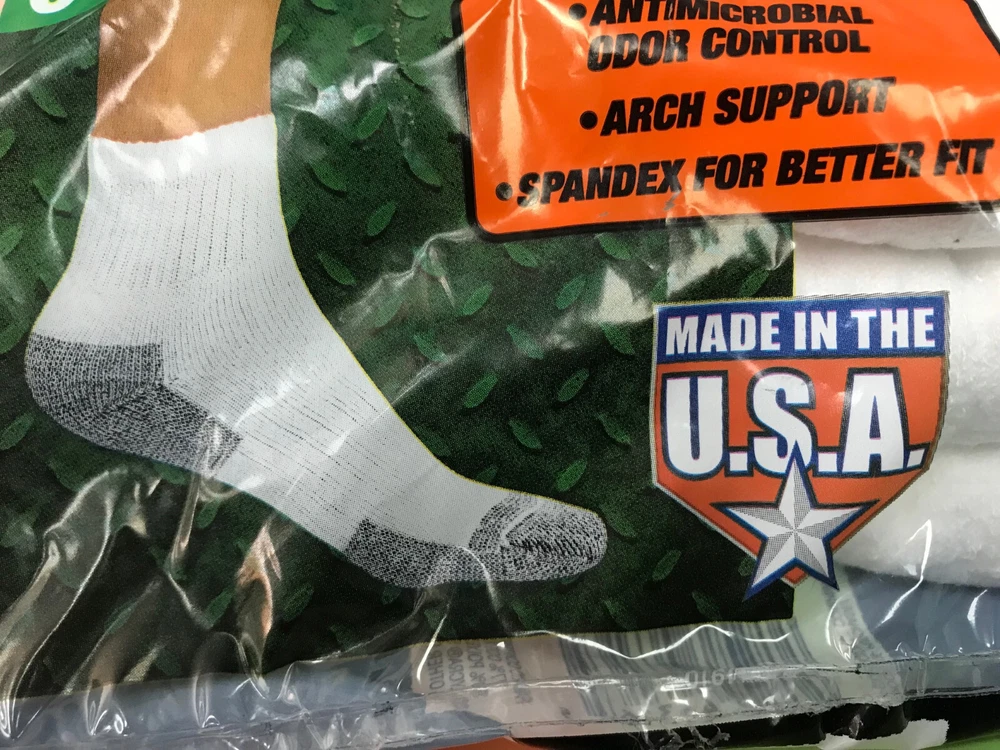 •ANTIMICROBIAL
ODOR CONTROL
•ARCH SUPPORT
•SPANDEX FOR BETTER FIT
MADE IN THE
U.S.A.